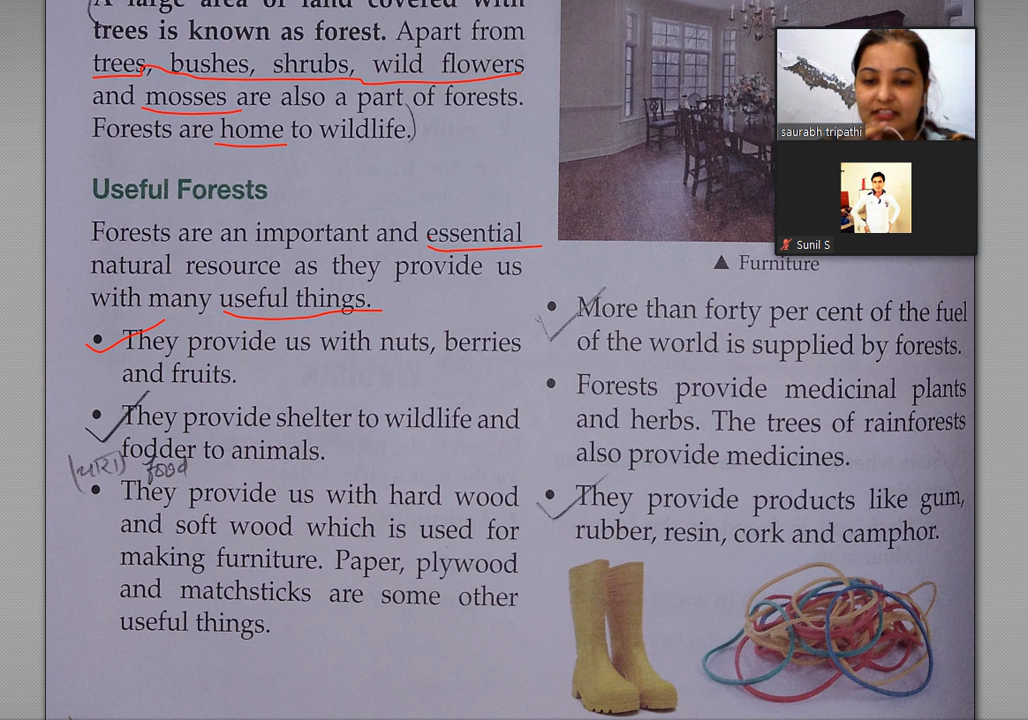 A large area of land covered with
trees is known as forest. Apart from
trees, bushes, shrubs, wild flowers
and mosses are also a part of forests.
Forests are home to wildlife.)
Useful Forests
Forests are an important and essential
natural resource as they provide us
with many useful things.
• They provide us with nuts, berries
and fruits.
• They provide shelter to wildlife and
fodder to animals.
(चारा) food
• They provide us with hard wood
and soft wood which is used for
making furniture. Paper, plywood
and matchsticks are some other
useful things.
▲ Furniture
• More than forty per cent of the fuel
of the world is supplied by forests.
• Forests provide medicinal plants
and herbs. The trees of rainforests
also provide medicines.
• They provide products like gum,
rubber, resin, cork and camphor.
saurabh tripathi
Sunil S